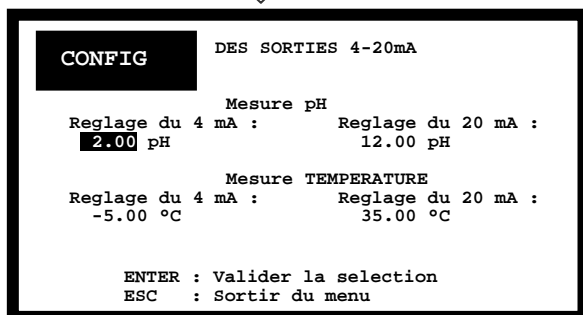 CONFIG DES SORTIES 4-20mA
Mesure pH
Reglage du 4 mA : Reglage du 20 mA :
2.00 pH 12.00 pH
Mesure TEMPERATURE
Reglage du 4 mA : Reglage du 20 mA :
-5.00 °C 35.00 °C
ENTER : Valider la selection
ESC : Sortir du menu